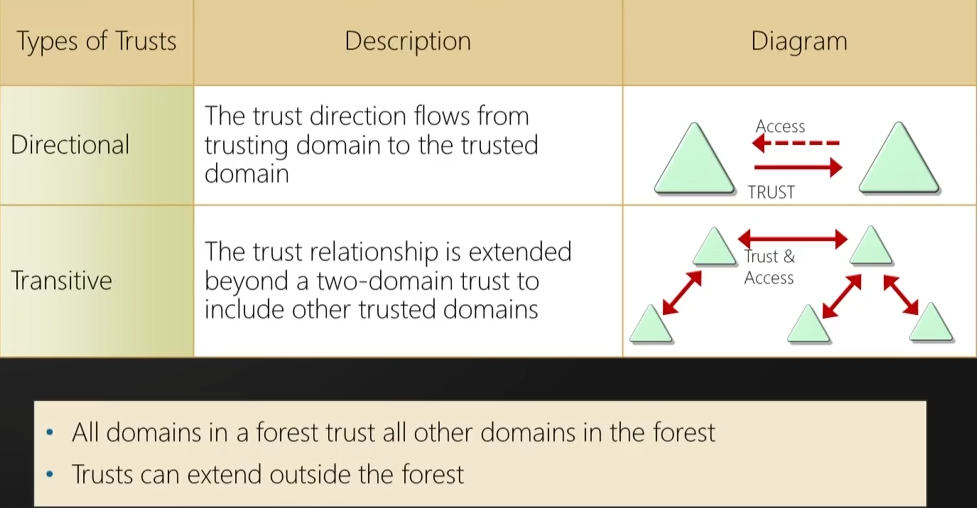 Types of Trusts
Description
Diagram
Directional
The trust direction flows from
trusting domain to the trusted
domain
Access
TRUST
Transitive
The trust relationship is extended
beyond a two-domain trust to
include other trusted domains
Trust &
Access
• All domains in a forest trust all other domains in the forest
• Trusts can extend outside the forest